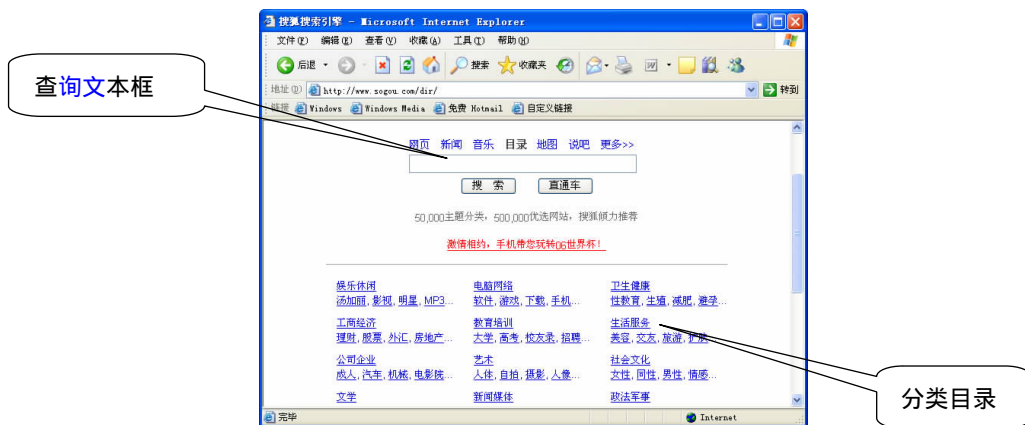 搜狐搜索引擎 - Microsoft Internet Explorer
文件(F) 编辑(E) 查看(V) 收藏(A) 工具(T) 帮助(H)
后退 搜索 收藏夹
地址(D) http://www.sogou.com/dir/ 转到
链接 Windows Windows Media 免费 Hotmail 自定义链接
查询文本框
网页 新闻 音乐 目录 地图 说吧 更多>>
搜 索 直通车
50,000主题分类，500,000优选网站，搜狐倾力推荐
激情相约，手机带您玩转06世界杯！
娱乐休闲 电脑网络 卫生健康
汤加丽,影视,明星,MP3... 软件,游戏,下载,手机... 性教育,生殖,减肥,避孕...
工商经济 教育培训 生活服务
理财,股票,外汇,房地产... 大学,高考,校友录,招聘... 美容,交友,旅游,护肤...
公司企业 艺术 社会文化
成人,汽车,机械,电影院... 人体,自拍,摄影,人像... 女性,同性,男性,情感...
文学 新闻媒体 政法军事
分类目录
完毕 Internet